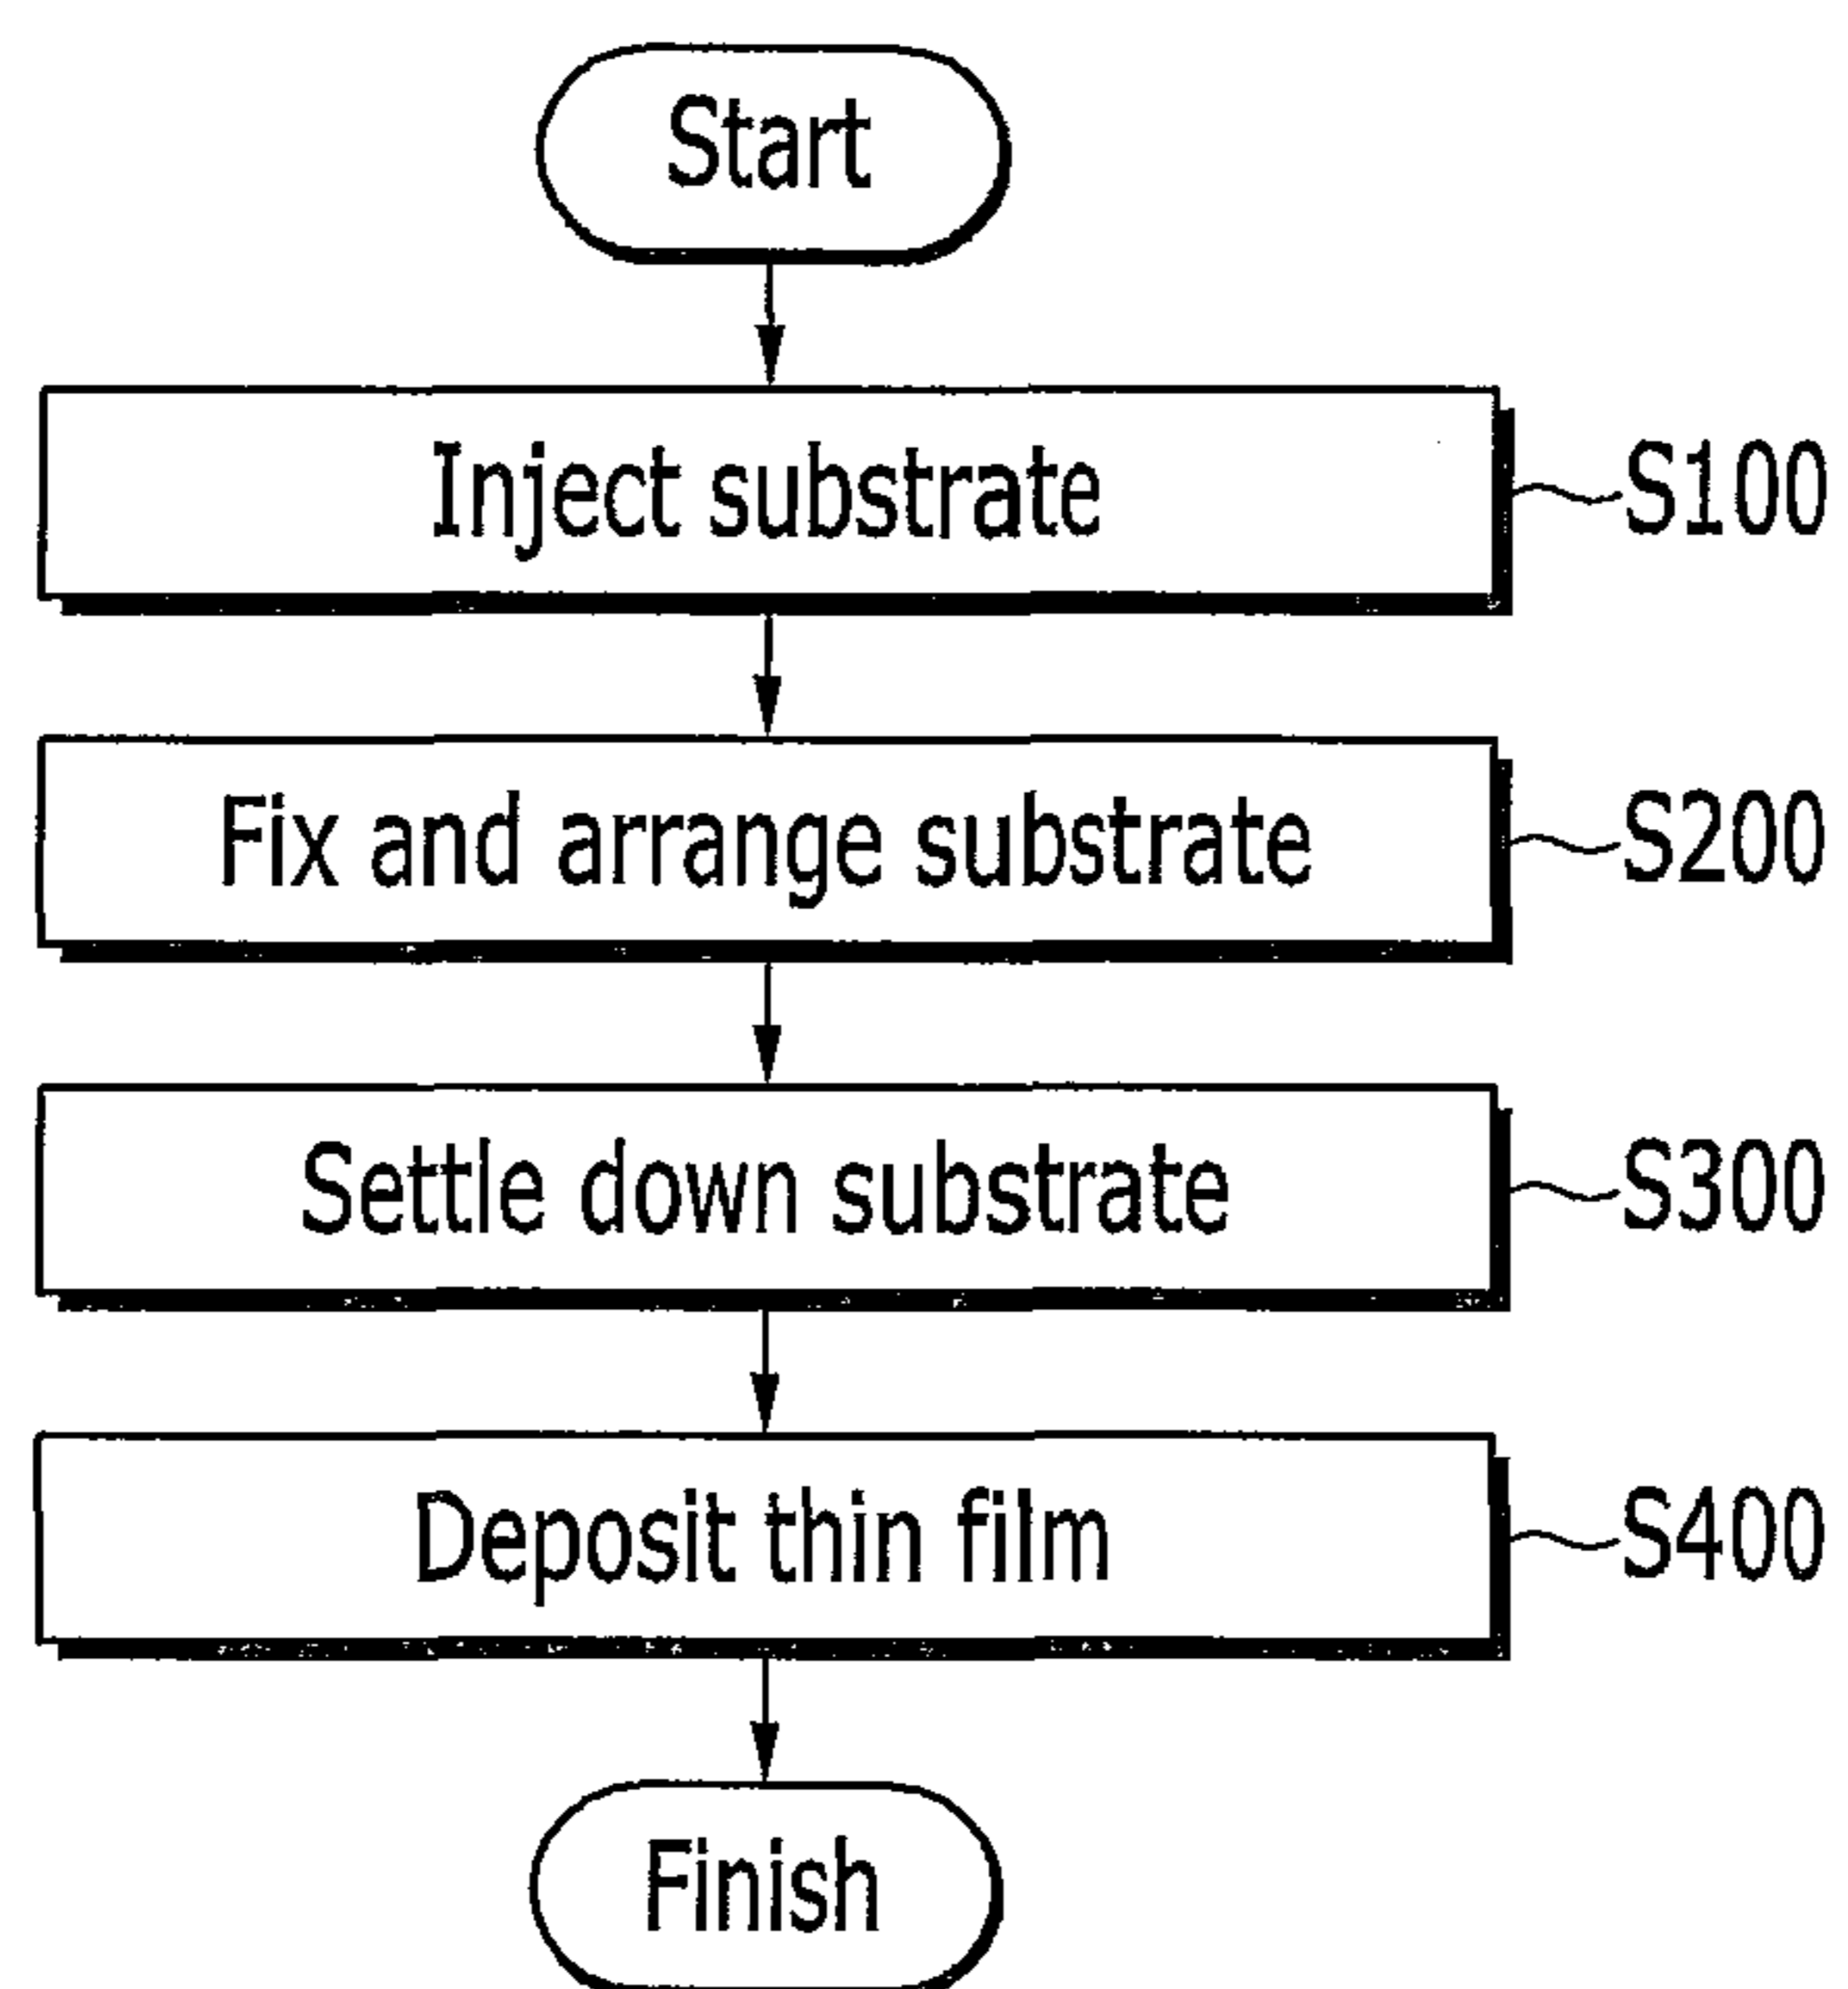 Start
Inject substrate
S100
Fix and arrange substrate
S200
Settle down substrate
S300
Deposit thin film
S400
Finish